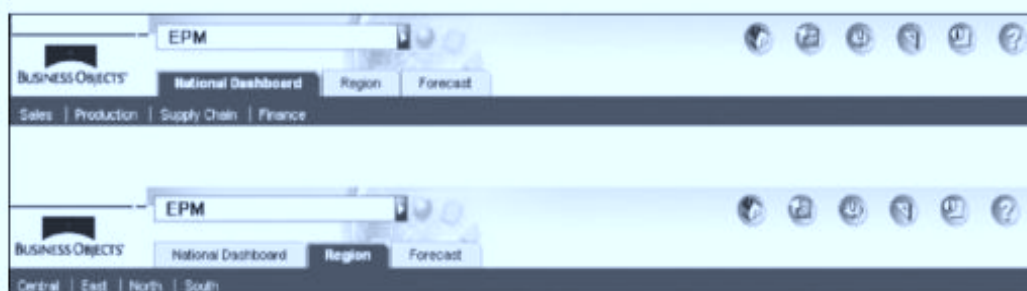 EPM
BUSINESS OBJECTS
National Dashboard Region Forecast
Sales | Production | Supply Chain | Finance
EPM
BUSINESS OBJECTS
National Dashboard Region Forecast
Central | East | North | South